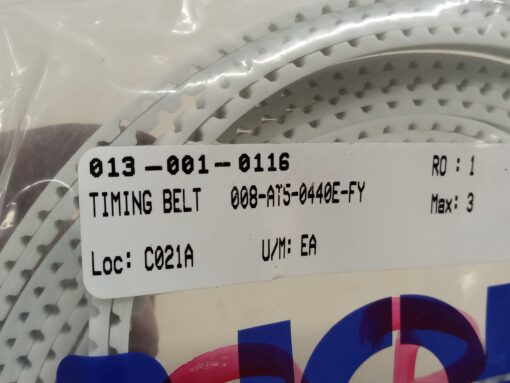 013-001-0116 RO : 1
TIMING BELT 008-AT5-0440E-FY Max: 3
Loc: C021A U/M: EA